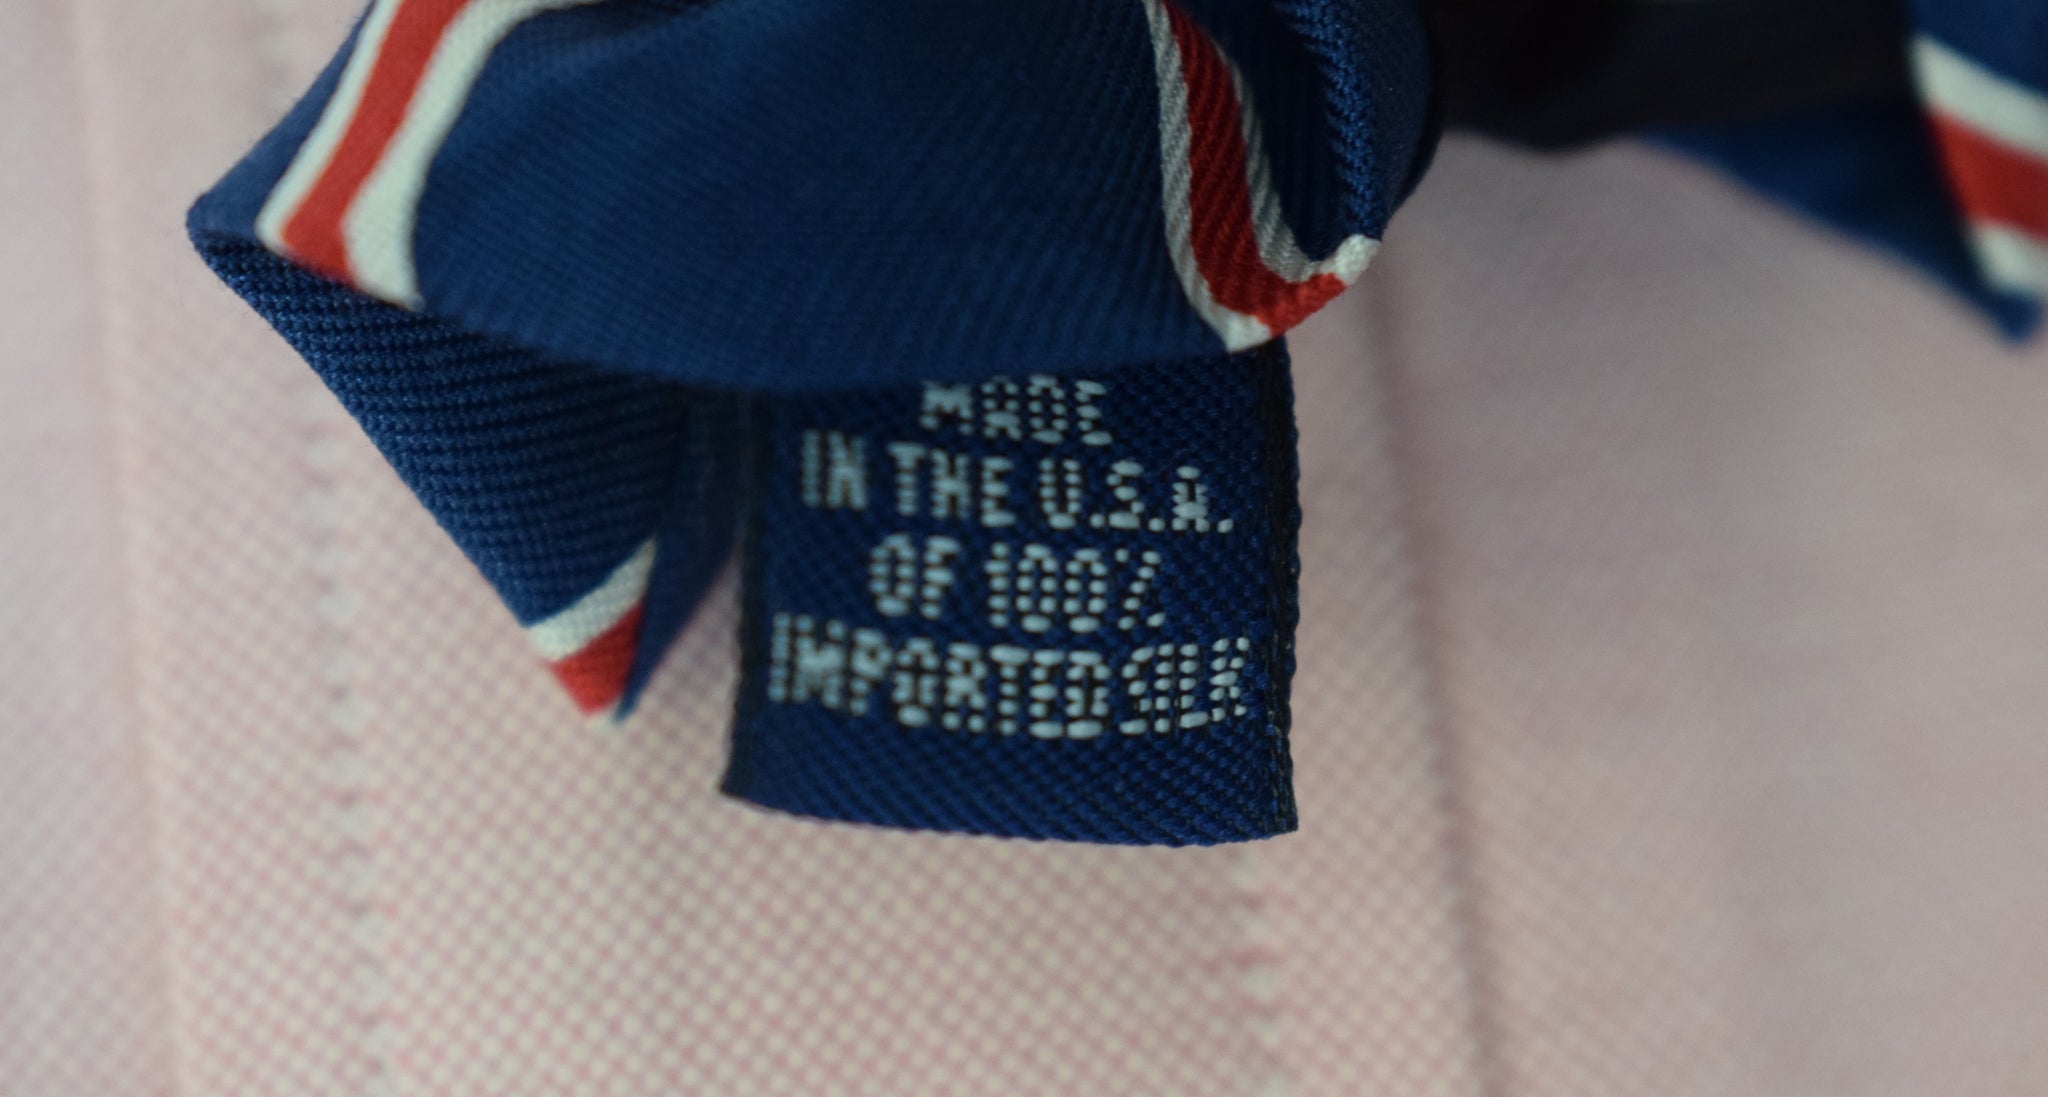 MADE
IN THE U.S.A.
OF 100%
IMPORTED SILK